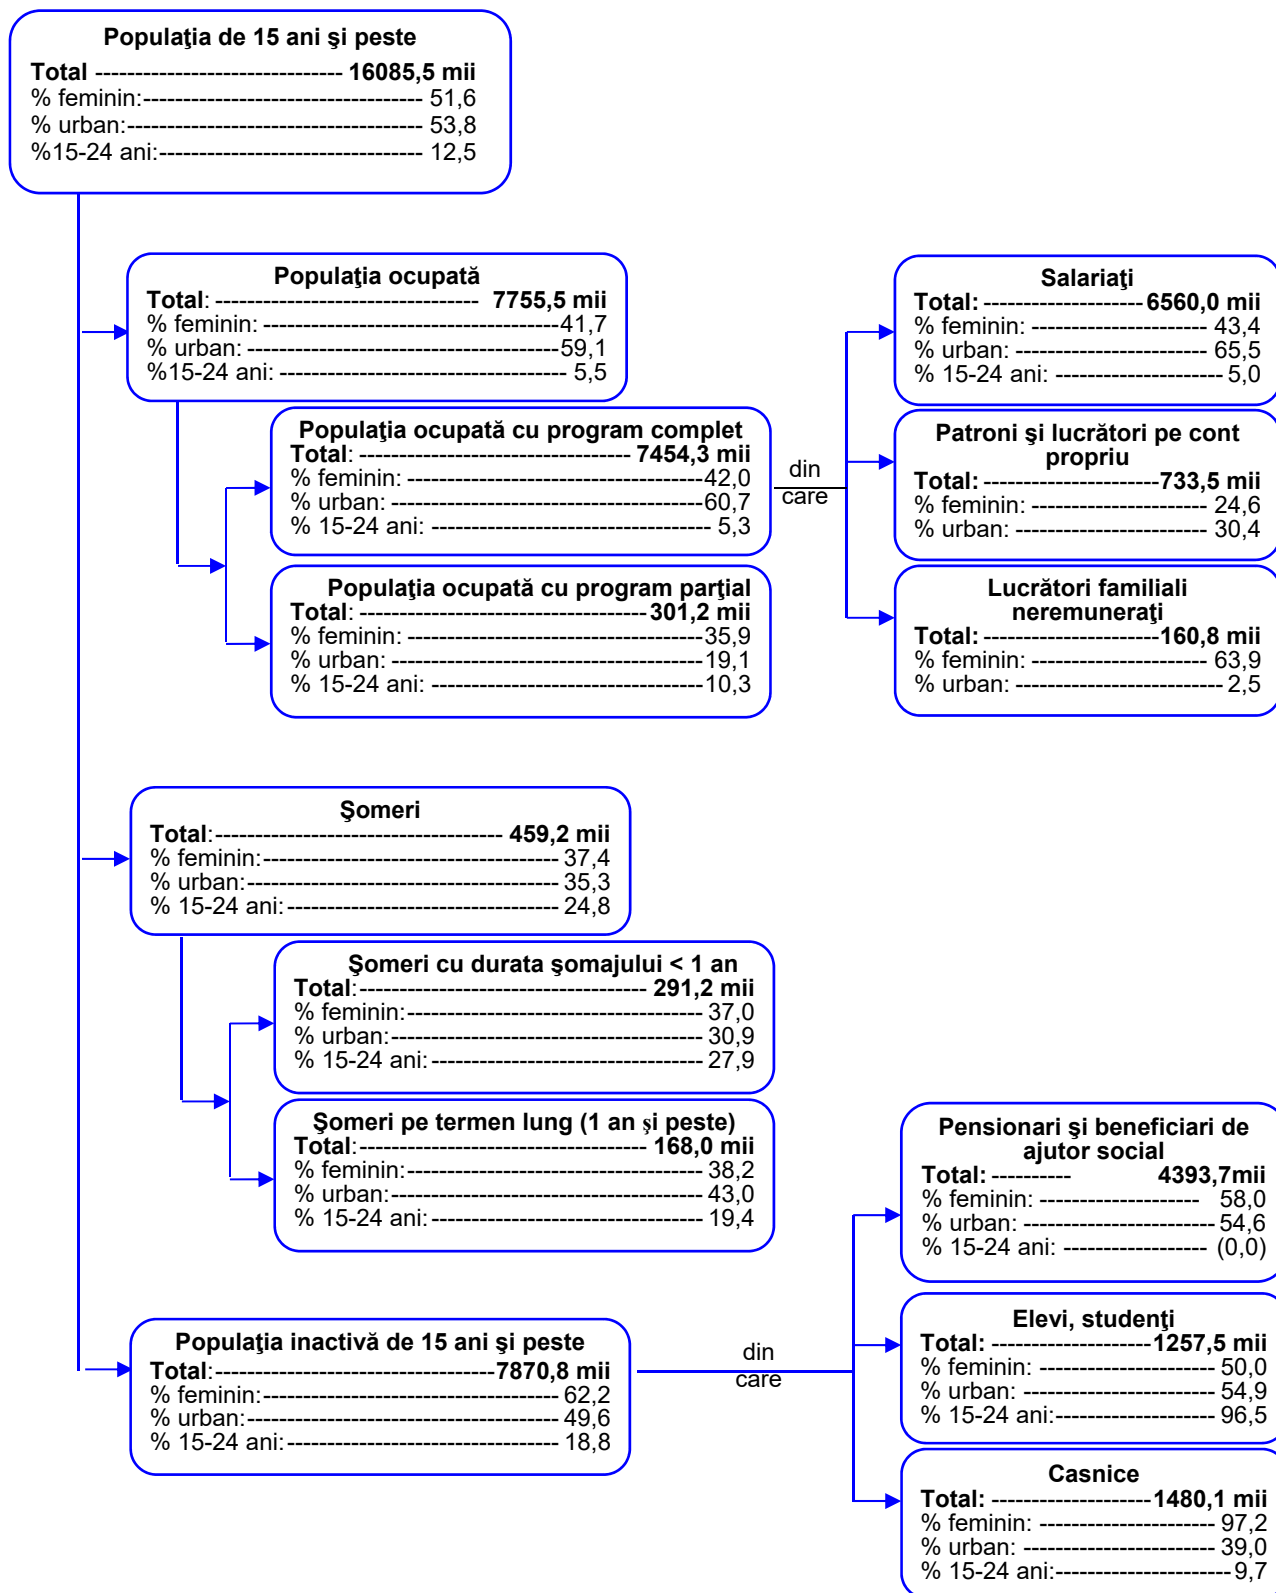 Populaţia de 15 ani şi peste
Total ------------------------------- 16085,5 mii
% feminin:----------------------------------- 51,6
% urban:------------------------------------- 53,8
%15-24 ani:--------------------------------- 12,5
Populaţia ocupată
Total: --------------------------------- 7755,5 mii
% feminin: -------------------------------------41,7
% urban: ---------------------------------------59,1
%15-24 ani: ------------------------------------ 5,5
Populaţia ocupată cu program complet
Total: ---------------------------------- 7454,3 mii
% feminin: -------------------------------------42,0
% urban: ----------------------------------------60,7
% 15-24 ani: ----------------------------------- 5,3
Populaţia ocupată cu program parţial
Total: ------------------------------------301,2 mii
% feminin: -------------------------------------35,9
% urban: ---------------------------------------19,1
% 15-24 ani: ----------------------------------10,3
din
care
Salariaţi
Total: --------------------6560,0 mii
% feminin: ---------------------- 43,4
% urban: ------------------------ 65,5
% 15-24 ani: -------------------- 5,0
Patroni şi lucrători pe cont
propriu
Total: ----------------------733,5 mii
% feminin: ---------------------- 24,6
% urban: ------------------------ 30,4
Lucrători familiali
neremuneraţi
Total: ----------------------160,8 mii
% feminin: ---------------------- 63,9
% urban: -------------------------- 2,5
Şomeri
Total:------------------------------------ 459,2 mii
% feminin:------------------------------------- 37,4
% urban:--------------------------------------- 35,3
% 15-24 ani:---------------------------------- 24,8
Şomeri cu durata şomajului < 1 an
Total:------------------------------------ 291,2 mii
% feminin:------------------------------------- 37,0
% urban:--------------------------------------- 30,9
% 15-24 ani:---------------------------------- 27,9
Şomeri pe termen lung (1 an şi peste)
Total:------------------------------------ 168,0 mii
% feminin:------------------------------------- 38,2
% urban:--------------------------------------- 43,0
% 15-24 ani:---------------------------------- 19,4
Populaţia inactivă de 15 ani şi peste
Total:-----------------------------------7870,8 mii
% feminin:------------------------------------- 62,2
% urban:--------------------------------------- 49,6
% 15-24 ani:---------------------------------- 18,8
din
care
Pensionari şi beneficiari de
ajutor social
Total: ---------- 4393,7mii
% feminin: -------------------- 58,0
% urban: ------------------------ 54,6
% 15-24 ani: ------------------ (0,0)
Elevi, studenţi
Total: --------------------1257,5 mii
% feminin: ----------------------- 50,0
% urban: ------------------------- 54,9
% 15-24 ani:-------------------- 96,5
Casnice
Total: --------------------1480,1 mii
% feminin: ----------------------- 97,2
% urban: ------------------------- 39,0
% 15-24 ani:----------------------9,7